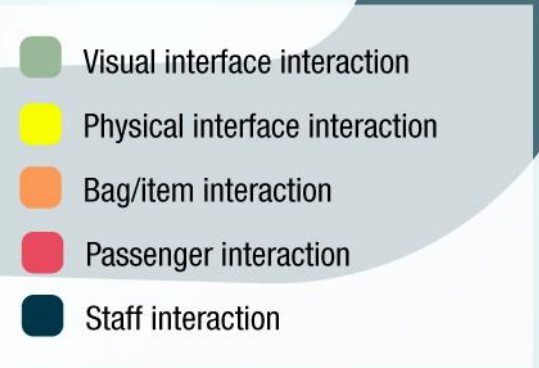 Visual interface interaction
Physical interface interaction
Bag/item interaction
Passenger interaction
Staff interaction